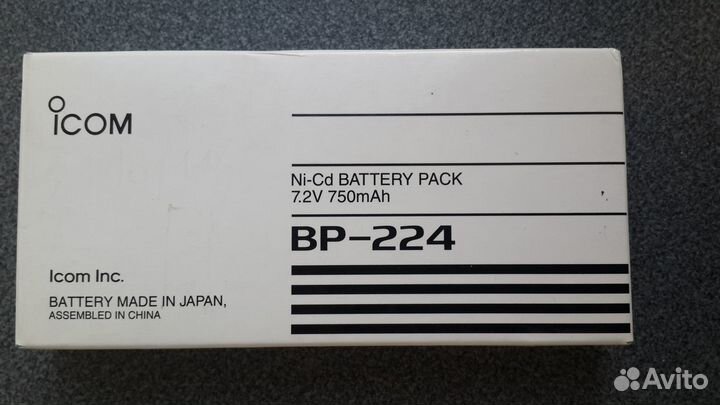 ICOM
Ni-Cd BATTERY PACK
7.2V 750mAh
BP-224
Icom Inc.
BATTERY MADE IN JAPAN,
ASSEMBLED IN CHINA
Avito